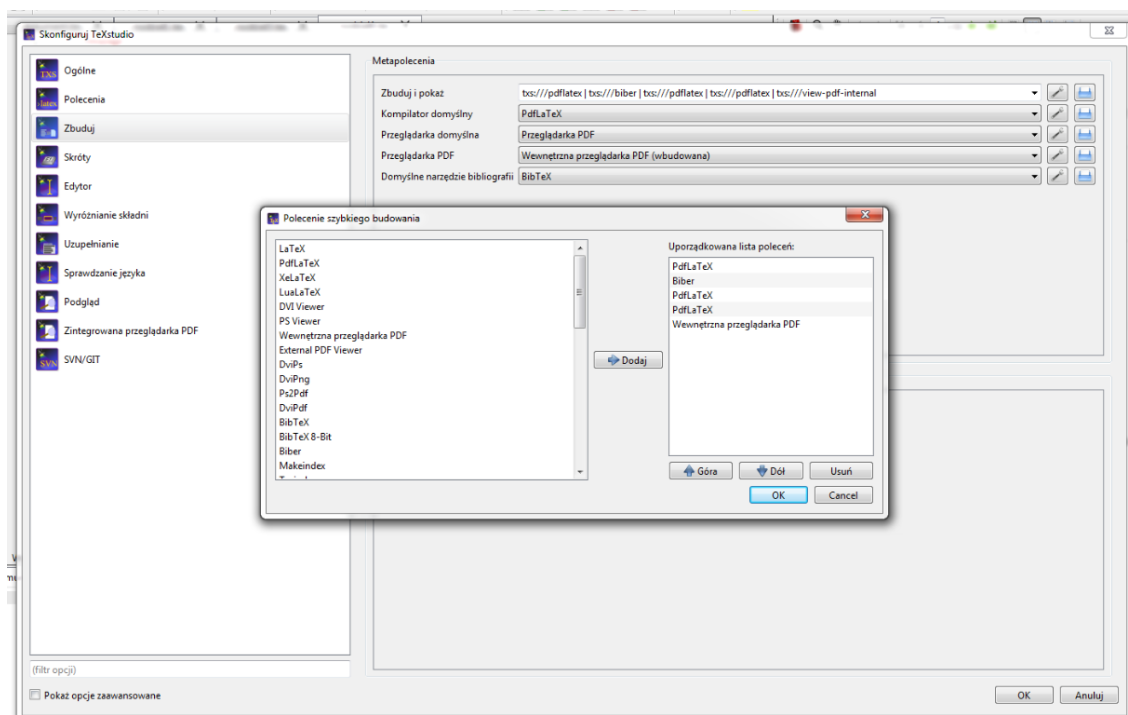 Skonfiguruj TeXstudio
Ogólne
Polecenia
Zbuduj
Skróty
Edytor
Wyróżnianie składni
Uzupełnianie
Sprawdzanie języka
Podgląd
Zintegrowana przeglądarka PDF
SVN/GIT
(filtr opcji)
Pokaż opcje zaawansowane
Metapolecenia
Zbuduj i pokaż txs:///pdflatex | txs:///biber | txs:///pdflatex | txs:///pdflatex | txs:///view-pdf-internal
Kompilator domyślny PdfLaTeX
Przeglądarka domyślna Przeglądarka PDF
Przeglądarka PDF Wewnętrzna przeglądarka PDF (wbudowana)
Domyślne narzędzie bibliografii BibTeX
Polecenie szybkiego budowania
LaTeX
PdfLaTeX
XeLaTeX
LuaLaTeX
DVI Viewer
PS Viewer
Wewnętrzna przeglądarka PDF
External PDF Viewer
DviPs
DviPng
Ps2Pdf
DviPdf
BibTeX
BibTeX 8-Bit
Biber
Makeindex
Dodaj
Uporządkowana lista poleceń:
PdfLaTeX
Biber
PdfLaTeX
PdfLaTeX
Wewnętrzna przeglądarka PDF
Góra Dół Usuń
OK Cancel
OK Anuluj